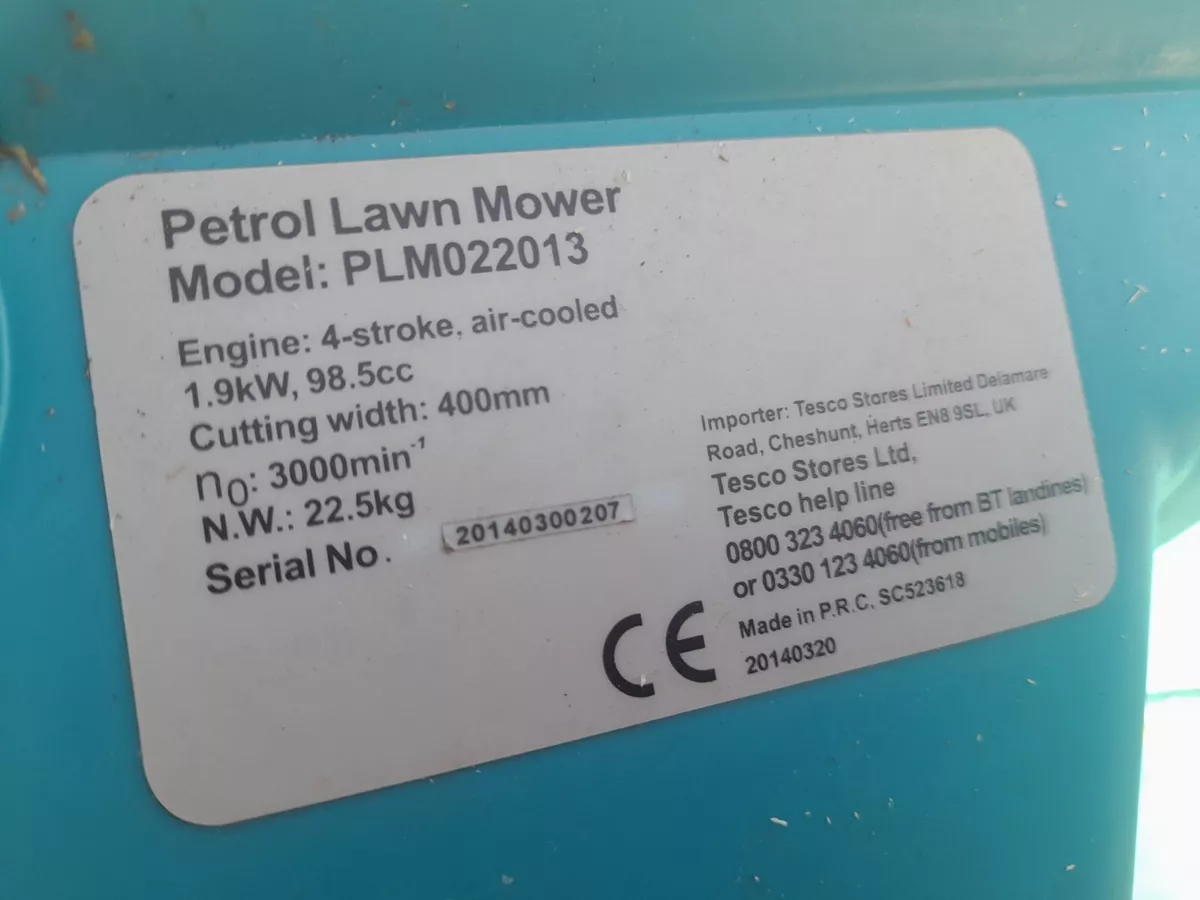 Petrol Lawn Mower
Model: PLM022013
Engine: 4-stroke, air-cooled
1.9kW, 98.5cc
Cutting width: 400mm
n₀: 3000min⁻¹
N.W.: 22.5kg
Serial No. 20140300207
Importer: Tesco Stores Limited Delamare
Road, Cheshunt, Herts EN8 9SL, UK
Tesco Stores Ltd,
Tesco help line
0800 323 4060(free from BT landines)
or 0330 123 4060(from mobiles)
Made in P.R.C. SC523618
20140320
CE